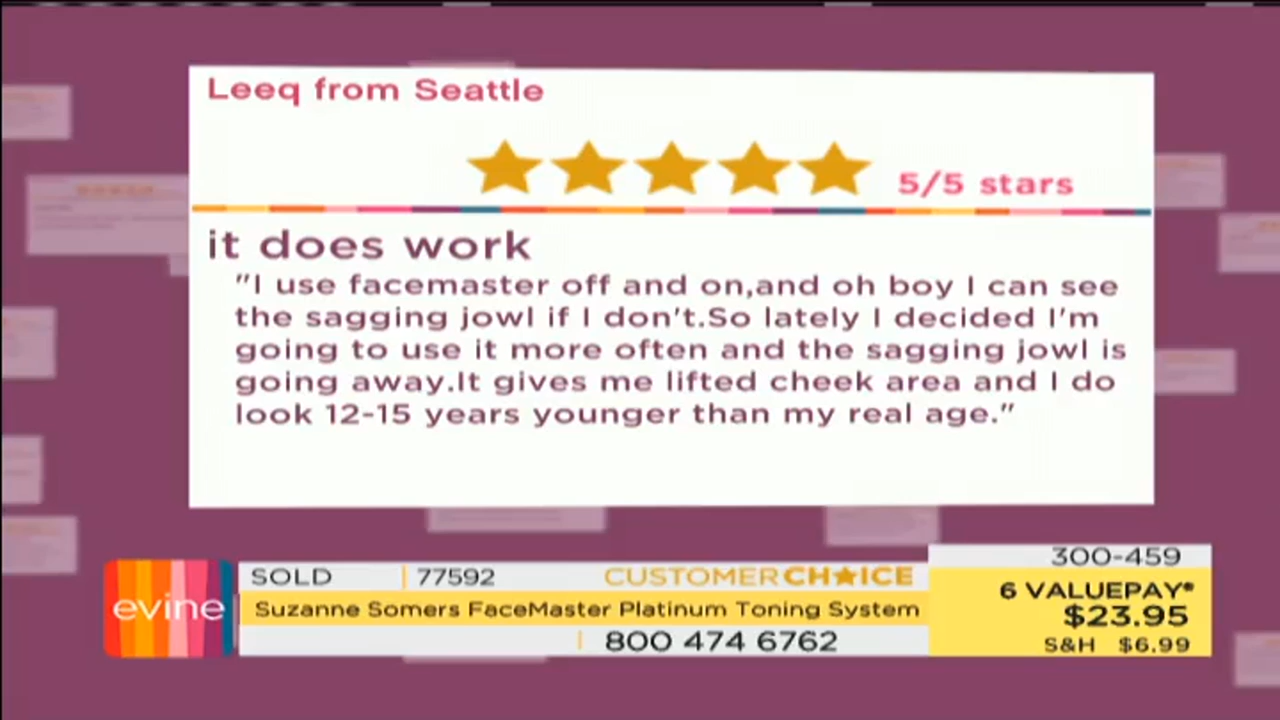 Leeq from Seattle
5/5 stars
it does work
"I use facemaster off and on,and oh boy I can see
the sagging jowl if I don't.So lately I decided I'm
going to use it more often and the sagging jowl is
going away.It gives me lifted cheek area and I do
look 12-15 years younger than my real age."
evine
SOLD 77592 CUSTOMER CH★ICE
Suzanne Somers FaceMaster Platinum Toning System
800 474 6762
300-459
6 VALUEPAY®
$23.95
S&H $6.99